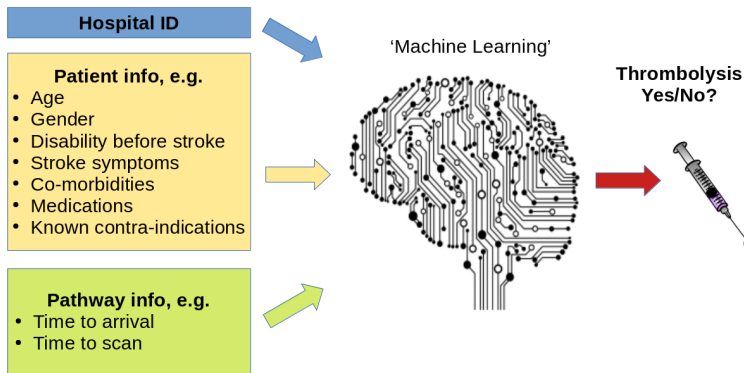 Hospital ID
Patient info, e.g.
• Age
• Gender
• Disability before stroke
• Stroke symptoms
• Co-morbidities
• Medications
• Known contra-indications
Pathway info, e.g.
• Time to arrival
• Time to scan
‘Machine Learning’
Thrombolysis
Yes/No?